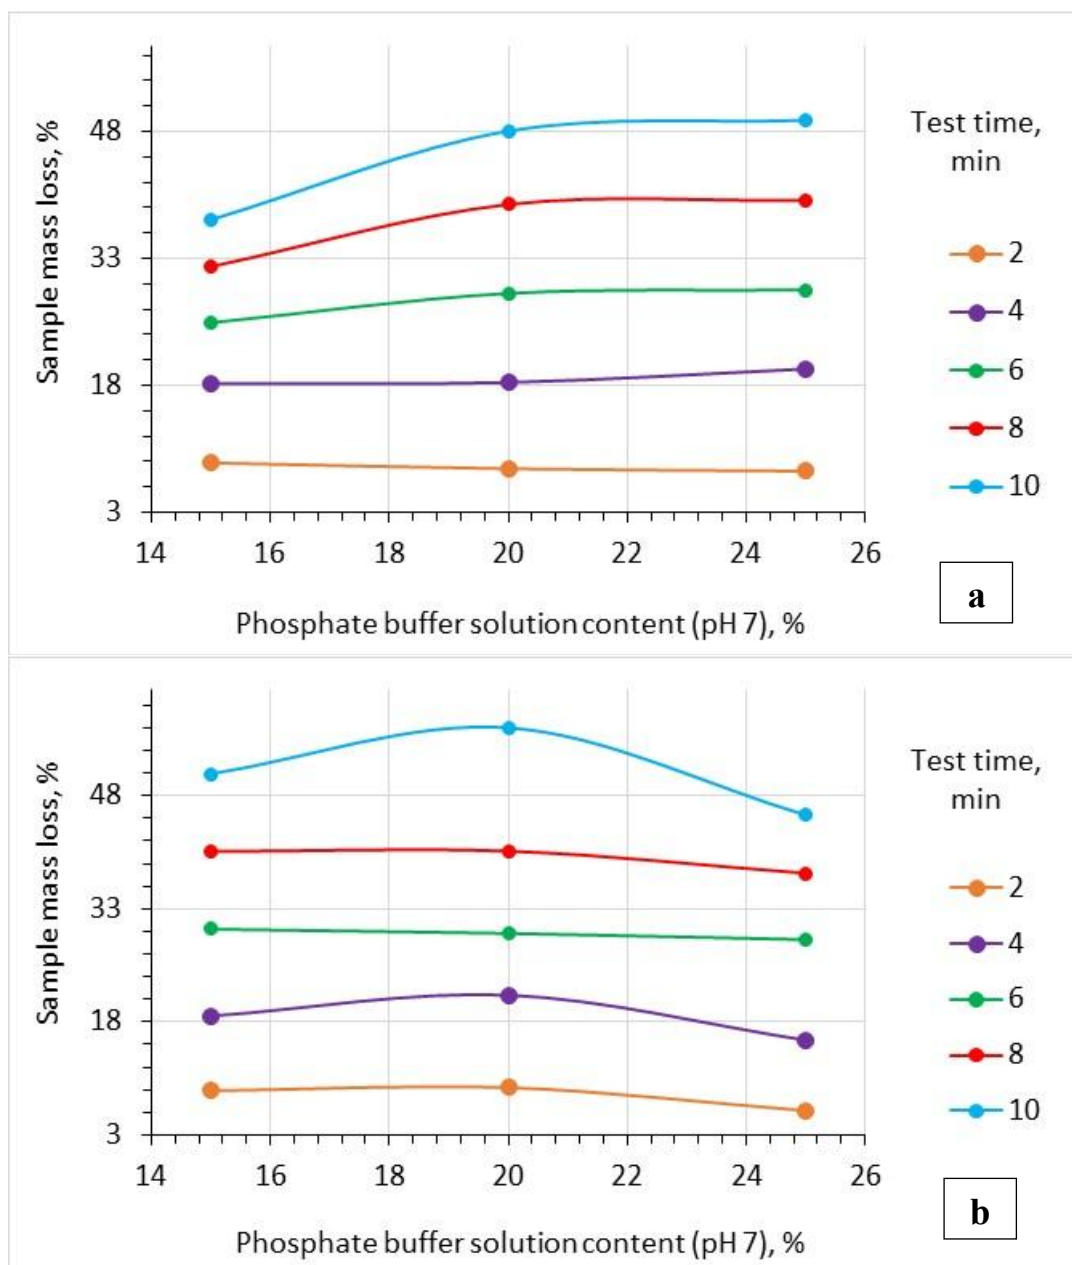 Sample mass loss, %
48
33
18
3
14 16 18 20 22 24 26
Phosphate buffer solution content (pH 7), %
Test time,
min
2
4
6
8
10
a
Sample mass loss, %
48
33
18
3
14 16 18 20 22 24 26
Phosphate buffer solution content (pH 7), %
Test time,
min
2
4
6
8
10
b